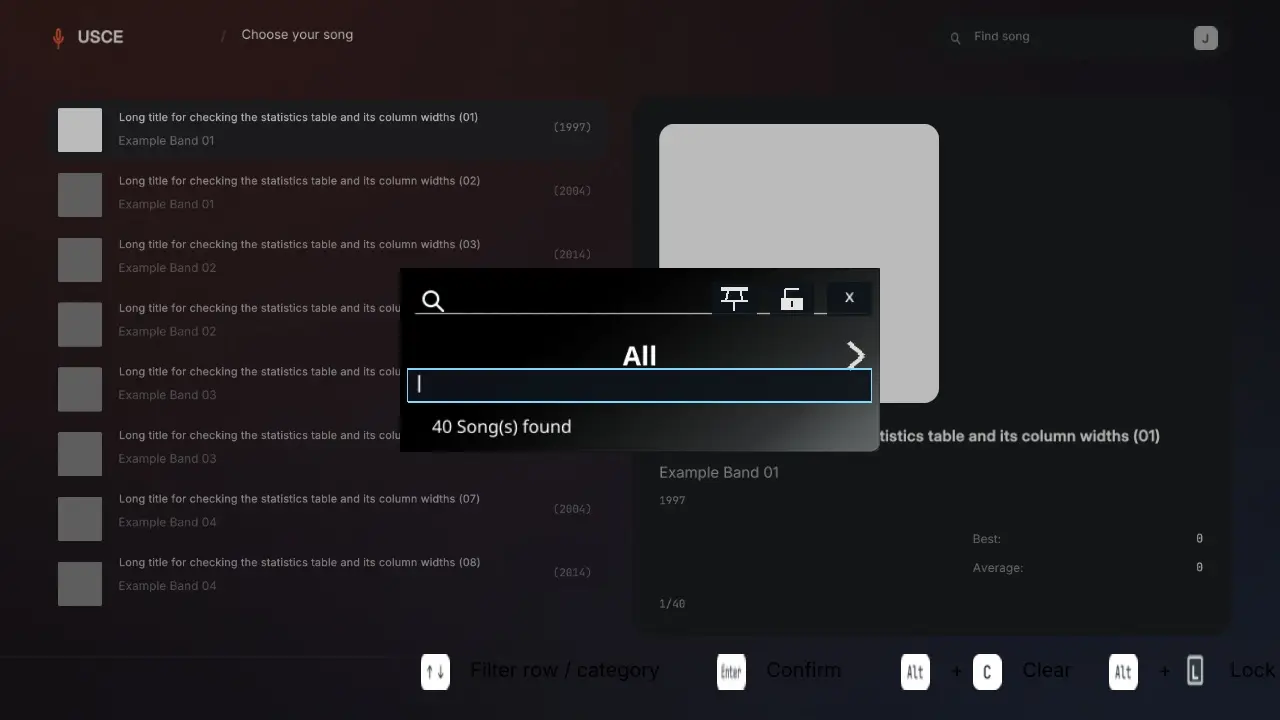 USCE / Choose your song
Find song
J
Long title for checking the statistics table and its column widths (01)
Example Band 01
(1997)
Long title for checking the statistics table and its column widths (02)
Example Band 01
(2004)
Long title for checking the statistics table and its column widths (03)
Example Band 02
(2014)
Long title for checking the statistics table and its colu
Example Band 02
Long title for checking the statistics table and its colu
Example Band 03
Long title for checking the statistics table and its colu
Example Band 03
Long title for checking the statistics table and its column widths (07)
Example Band 04
(2004)
Long title for checking the statistics table and its column widths (08)
Example Band 04
(2014)
X
All
40 Song(s) found
tistics table and its column widths (01)
Example Band 01
1997
Best: 0
Average: 0
1/40
↑↓ Filter row / category Enter Confirm Alt + C Clear Alt + L Lock